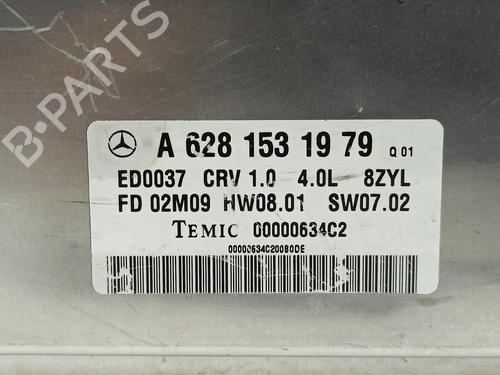 B-PARTS
A 628 153 19 79 Q 01
ED0037 CRV 1.0 4.0L 8ZYL
FD 02M09 HW08.01 SW07.02
TEMIC 00000634C2
00000634C200B0DE